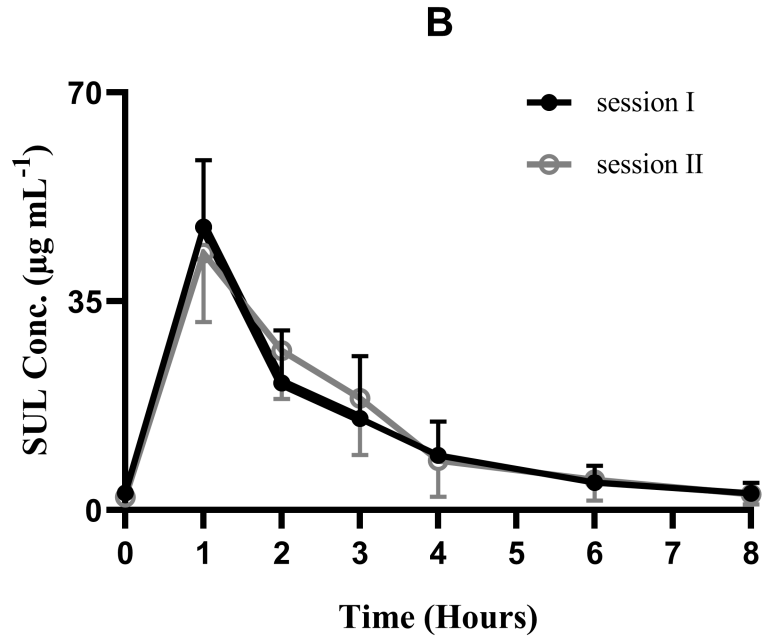 B
70
35
0
SUL Conc. (µg mL-1)
session I
session II
0 1 2 3 4 5 6 7 8
Time (Hours)